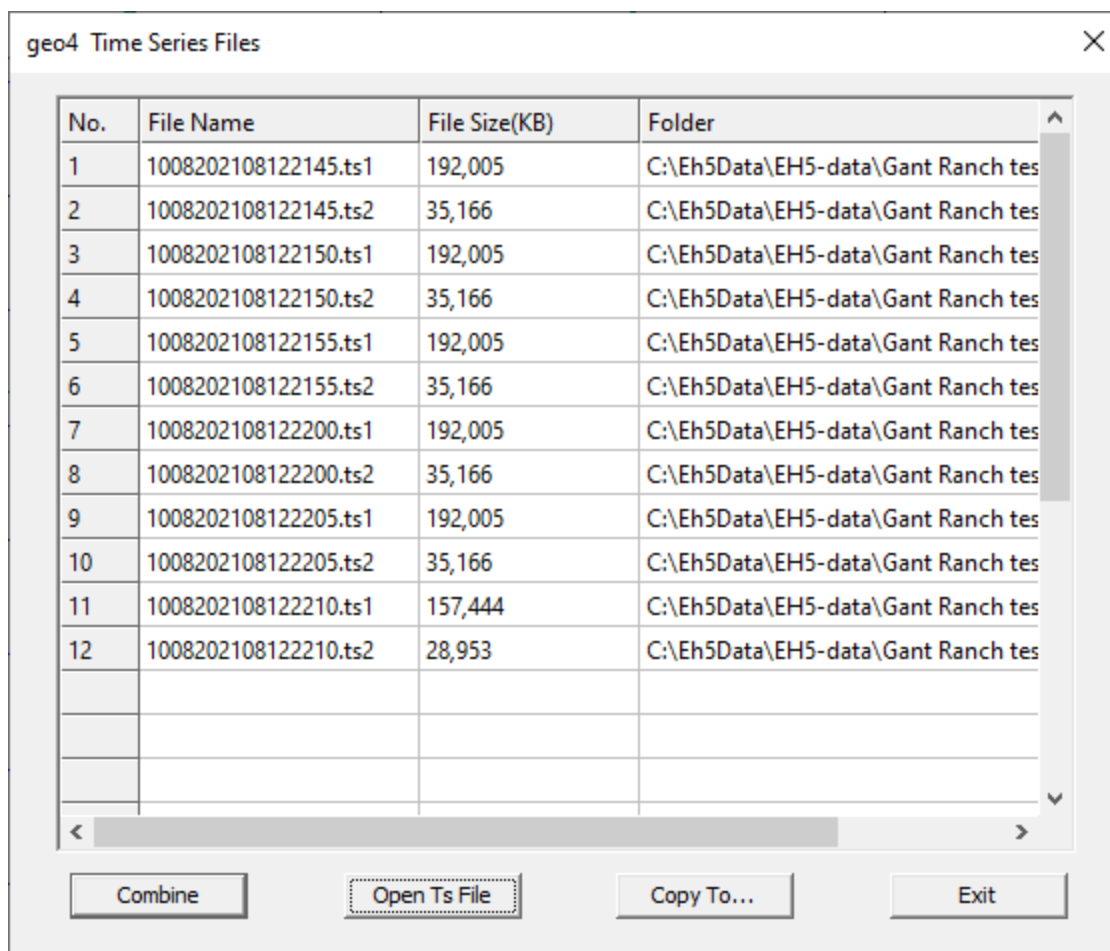 geo4 Time Series Files
No. File Name File Size(KB) Folder
1 1008202108122145.ts1 192,005 C:\Eh5Data\EH5-data\Gant Ranch tes
2 1008202108122145.ts2 35,166 C:\Eh5Data\EH5-data\Gant Ranch tes
3 1008202108122150.ts1 192,005 C:\Eh5Data\EH5-data\Gant Ranch tes
4 1008202108122150.ts2 35,166 C:\Eh5Data\EH5-data\Gant Ranch tes
5 1008202108122155.ts1 192,005 C:\Eh5Data\EH5-data\Gant Ranch tes
6 1008202108122155.ts2 35,166 C:\Eh5Data\EH5-data\Gant Ranch tes
7 1008202108122200.ts1 192,005 C:\Eh5Data\EH5-data\Gant Ranch tes
8 1008202108122200.ts2 35,166 C:\Eh5Data\EH5-data\Gant Ranch tes
9 1008202108122205.ts1 192,005 C:\Eh5Data\EH5-data\Gant Ranch tes
10 1008202108122205.ts2 35,166 C:\Eh5Data\EH5-data\Gant Ranch tes
11 1008202108122210.ts1 157,444 C:\Eh5Data\EH5-data\Gant Ranch tes
12 1008202108122210.ts2 28,953 C:\Eh5Data\EH5-data\Gant Ranch tes
Combine Open Ts File Copy To... Exit